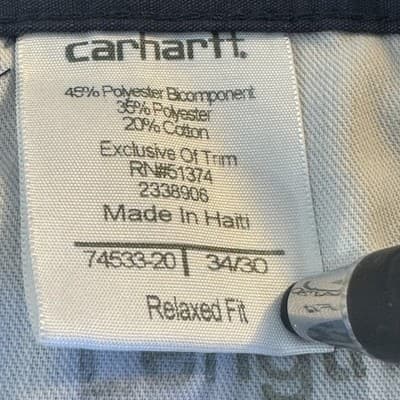 carhartt.
45% Polyester Bicomponent
35% Polyester
20% Cotton
Exclusive Of Trim
RN#51374
2338906
Made In Haiti
74533-20 34/30
Relaxed Fit